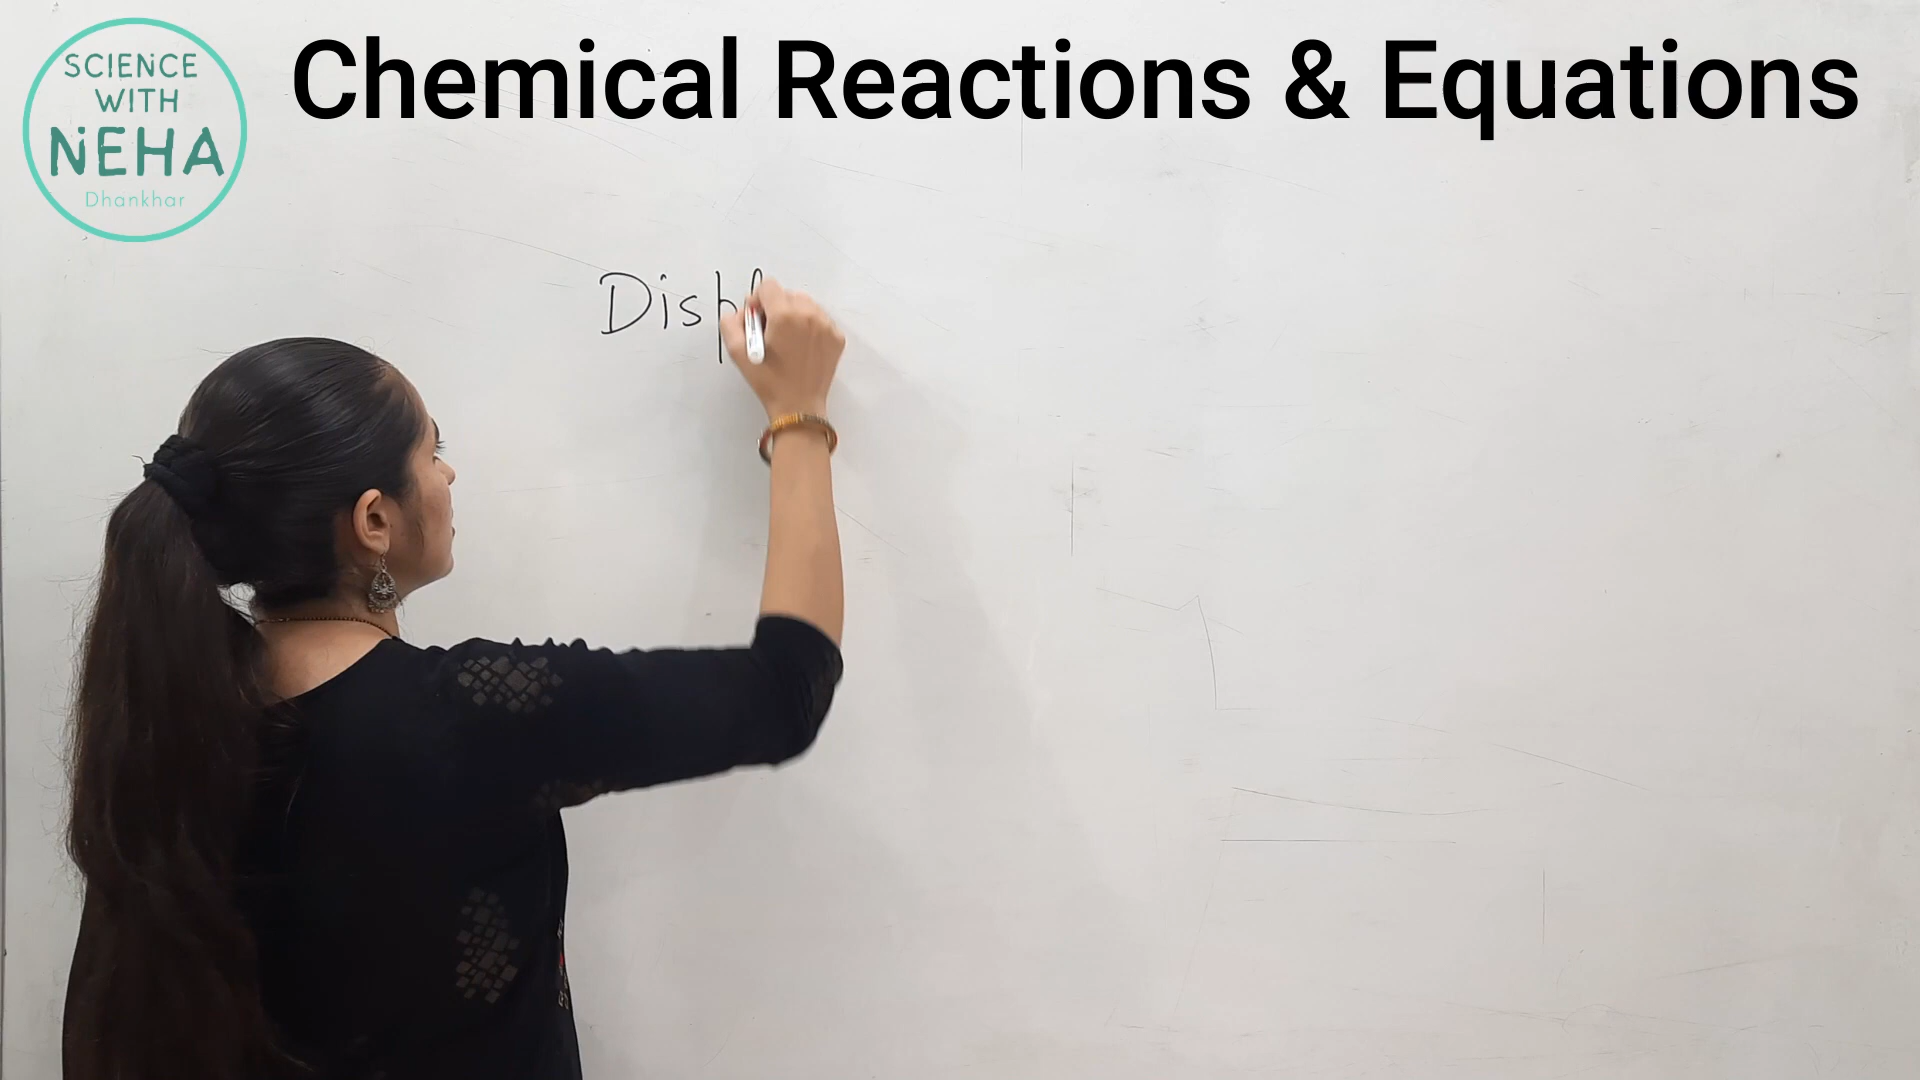 SCIENCE
WITH
NEHA
Dhankhar
Chemical Reactions & Equations
Disp